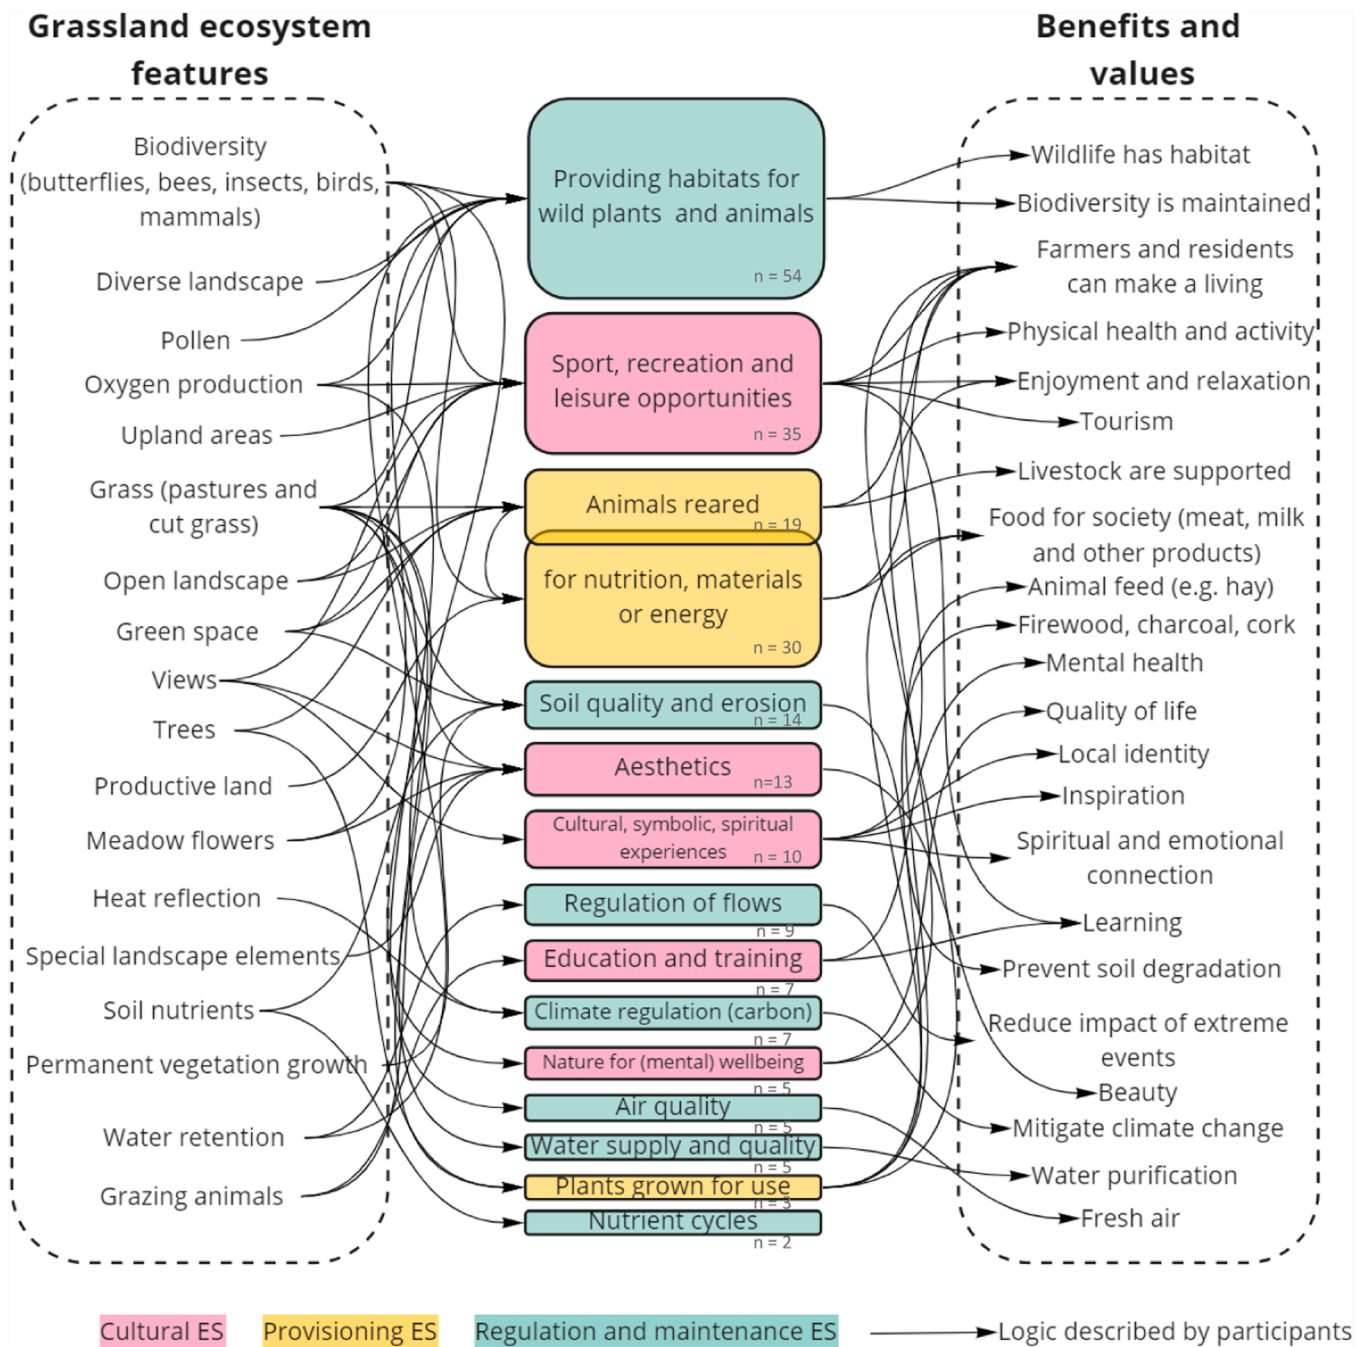 Grassland ecosystem
features
Biodiversity
(butterflies, bees, insects, birds,
mammals)
Diverse landscape
Pollen
Oxygen production
Upland areas
Grass (pastures and
cut grass)
Open landscape
Green space
Views
Trees
Productive land
Meadow flowers
Heat reflection
Special landscape elements
Soil nutrients
Permanent vegetation growth
Water retention
Grazing animals
Providing habitats for
wild plants and animals
n = 54
Sport, recreation and
leisure opportunities
n = 35
Animals reared
n = 19
for nutrition, materials
or energy
n = 30
Soil quality and erosion
n = 14
Aesthetics
n=13
Cultural, symbolic, spiritual
experiences
n = 10
Regulation of flows
n = 9
Education and training
n = 7
Climate regulation (carbon)
n = 7
Nature for (mental) wellbeing
n = 5
Air quality
n = 5
Water supply and quality
n = 5
Plants grown for use
n = 3
Nutrient cycles
n = 2
Benefits and
values
Wildlife has habitat
Biodiversity is maintained
Farmers and residents
can make a living
Physical health and activity
Enjoyment and relaxation
Tourism
Livestock are supported
Food for society (meat, milk
and other products)
Animal feed (e.g. hay)
Firewood, charcoal, cork
Mental health
Quality of life
Local identity
Inspiration
Spiritual and emotional
connection
Learning
Prevent soil degradation
Reduce impact of extreme
events
Beauty
Mitigate climate change
Water purification
Fresh air
Cultural ES
Provisioning ES
Regulation and maintenance ES
Logic described by participants